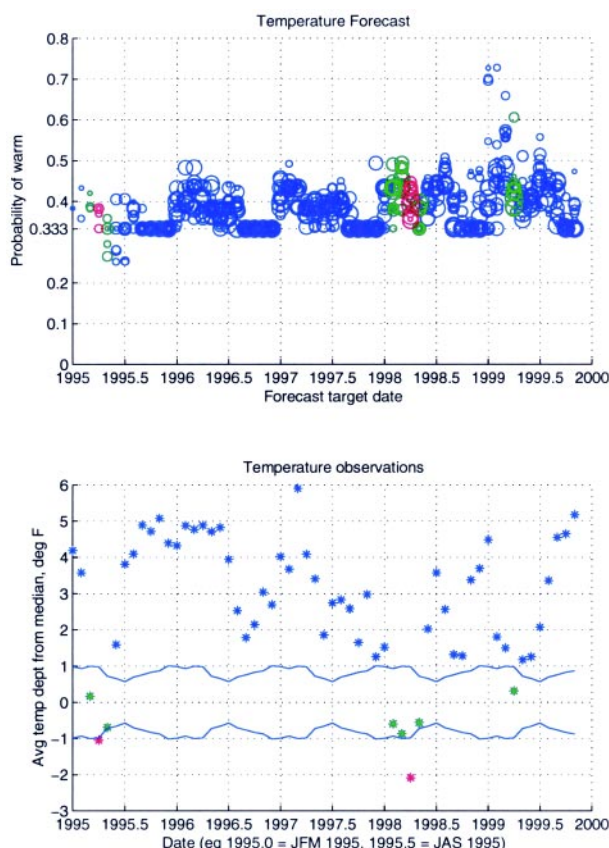 Temperature Forecast
0.8
0.7
0.6
0.5
0.4
0.333
0.3
0.2
0.1
0
Probability of warm
1995 1995.5 1996 1996.5 1997 1997.5 1998 1998.5 1999 1999.5 2000
Forecast target date
Temperature observations
6
5
4
3
2
1
0
−1
−2
−3
Avg temp dept from median, deg F
1995 1995.5 1996 1996.5 1997 1997.5 1998 1998.5 1999 1999.5 2000
Date (eg 1995.0 = JFM 1995, 1995.5 = JAS 1995)